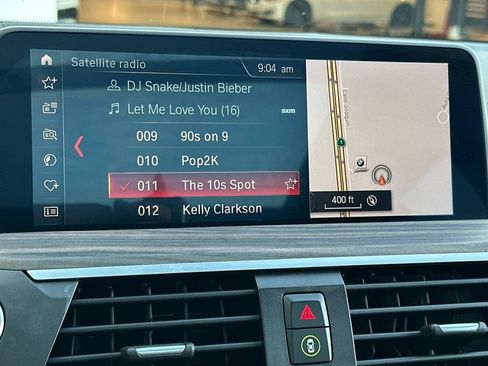 Satellite radio
9:04 am
DJ Snake/Justin Bieber
Let Me Love You (16)
sxm
009 90s on 9
010 Pop2K
011 The 10s Spot
012 Kelly Clarkson
400 ft